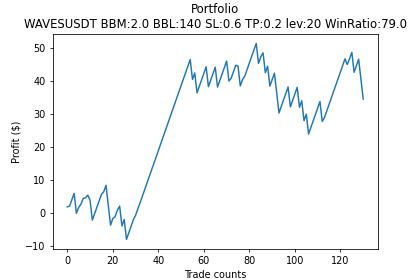 Portfolio
WAVESUSDT BBM:2.0 BBL:140 SL:0.6 TP:0.2 lev:20 WinRatio:79.0
50
40
30
20
10
0
−10
Profit ($)
0 20 40 60 80 100 120
Trade counts